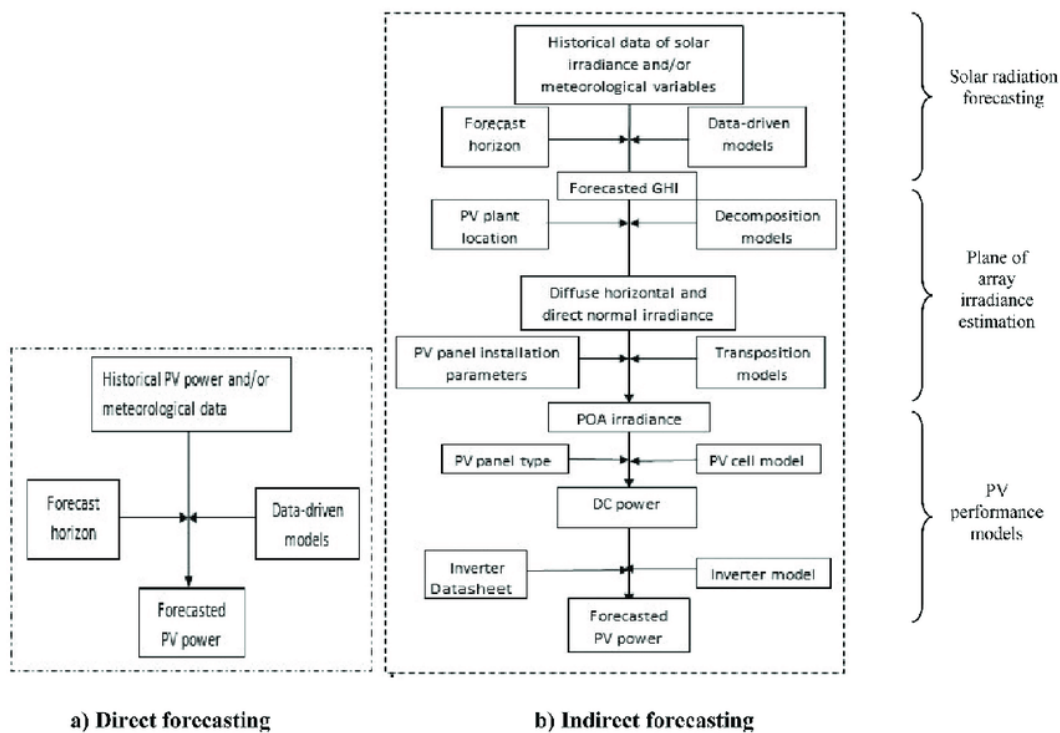 Historical data of solar
irradiance and/or
meteorological variables
Forecast
horizon
Data-driven
models
Forecasted GHI
PV plant
location
Decomposition
models
Diffuse horizontal and
direct normal irradiance
PV panel installation
parameters
Transposition
models
POA irradiance
PV panel type
PV cell model
DC power
Inverter
Datasheet
Inverter model
Forecasted
PV power
Solar radiation
forecasting
Plane of
array
irradiance
estimation
PV
performance
models
Historical PV power and/or
meteorological data
Forecast
horizon
Data-driven
models
Forecasted
PV power
a) Direct forecasting
b) Indirect forecasting